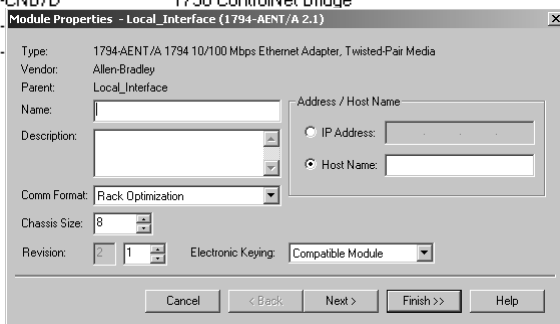 -CNB/D 1756 ControlNet Bridge
Module Properties - Local_Interface (1794-AENT/A 2.1)
Type: 1794-AENT/A 1794 10/100 Mbps Ethernet Adapter, Twisted-Pair Media
Vendor: Allen-Bradley
Parent: Local_Interface
Name:
Address / Host Name
Description:
IP Address: . . .
Host Name:
Comm Format: Rack Optimization
Chassis Size: 8
Revision: 2 1 Electronic Keying: Compatible Module
Cancel < Back Next > Finish >> Help